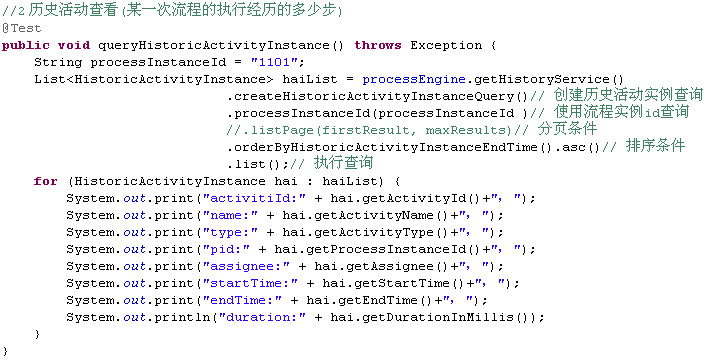 //2 历史活动查看(某一次流程的执行经历的多少步)
@Test
public void queryHistoricActivityInstance() throws Exception {
    String processInstanceId = "1101";
    List<HistoricActivityInstance> haiList = processEngine.getHistoryService()
                            .createHistoricActivityInstanceQuery()// 创建历史活动实例查询
                            .processInstanceId(processInstanceId )// 使用流程实例id查询
                            //.listPage(firstResult, maxResults)// 分页条件
                            .orderByHistoricActivityInstanceEndTime().asc()// 排序条件
                            .list();// 执行查询
    for (HistoricActivityInstance hai : haiList) {
        System.out.print("activitiId:" + hai.getActivityId()+", ");
        System.out.print("name:" + hai.getActivityName()+", ");
        System.out.print("type:" + hai.getActivityType()+", ");
        System.out.print("pid:" + hai.getProcessInstanceId()+", ");
        System.out.print("assignee:" + hai.getAssignee()+", ");
        System.out.print("startTime:" + hai.getStartTime()+", ");
        System.out.print("endTime:" + hai.getEndTime()+", ");
        System.out.println("duration:" + hai.getDurationInMillis());
    }
}